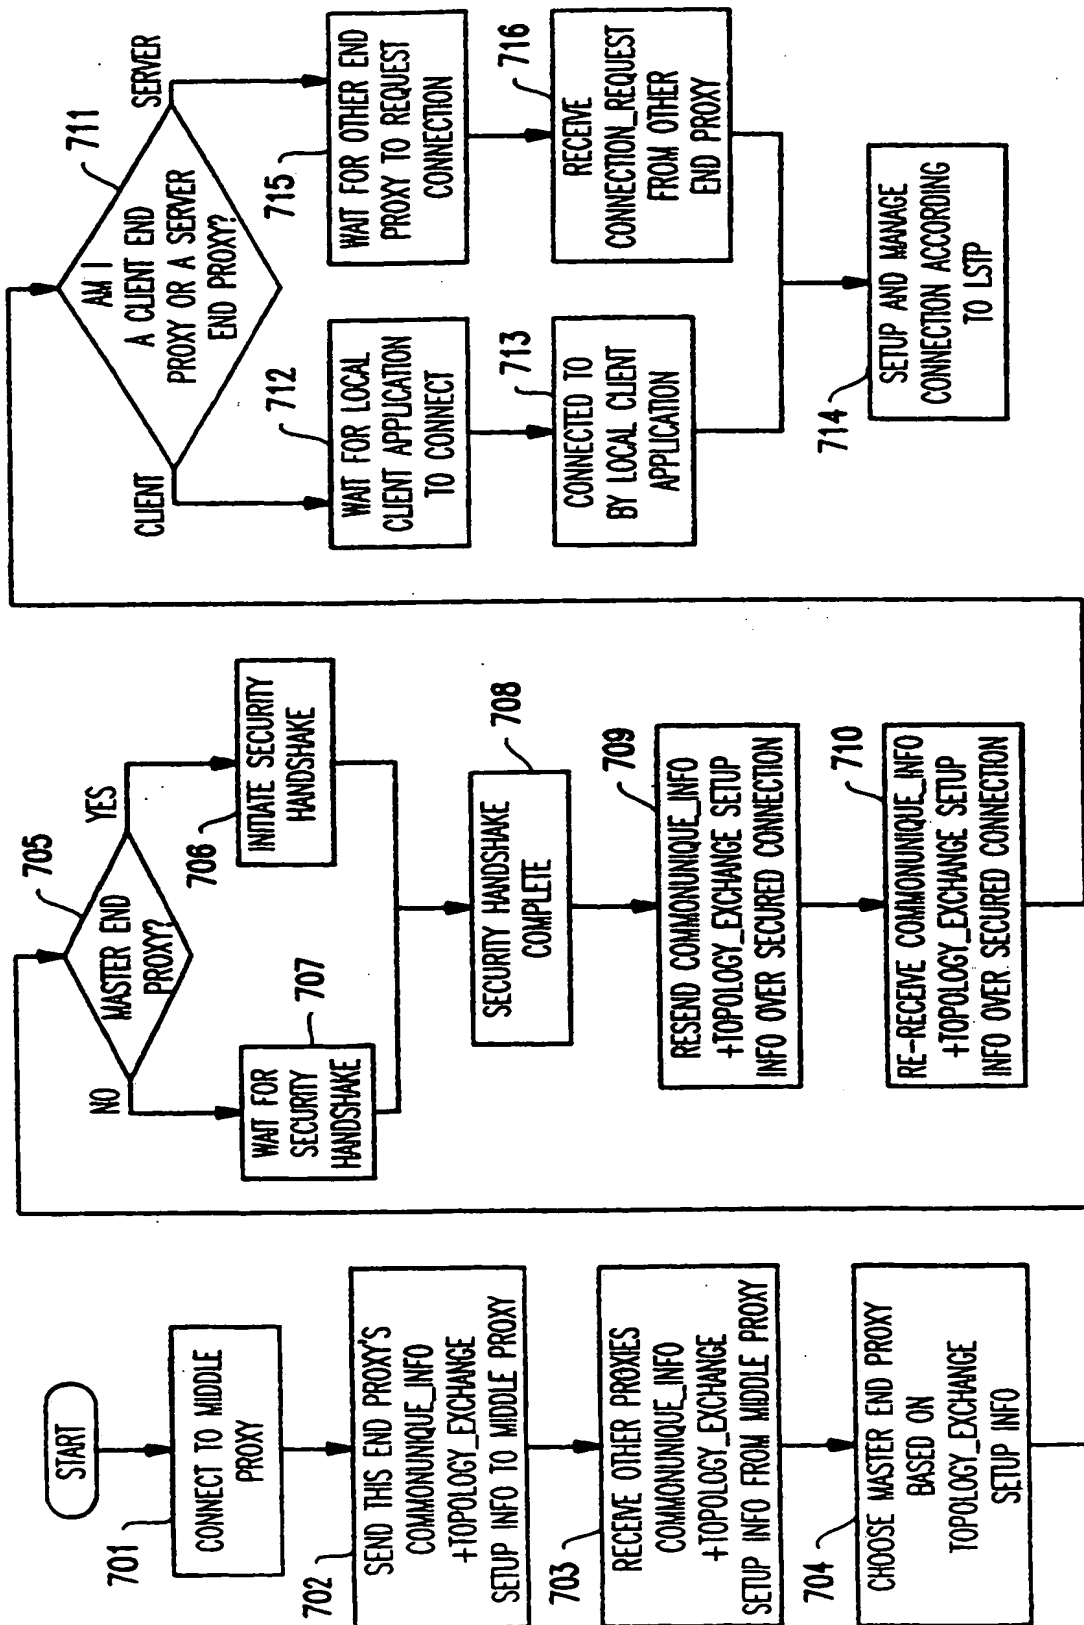 START
701
CONNECT TO MIDDLE
PROXY
702
SEND THIS END PROXY'S
COMMONUNIQUE_INFO
+TOPOLOGY_EXCHANGE
SETUP INFO TO MIDDLE PROXY
703
RECEIVE OTHER PROXIES
COMMONUNIQUE_INFO
+TOPOLOGY_EXCHANGE
SETUP INFO FROM MIDDLE PROXY
704
CHOOSE MASTER END PROXY
BASED ON
TOPOLOGY_EXCHANGE
SETUP INFO
705
MASTER END
PROXY?
NO
YES
706
INITIATE SECURITY
HANDSHAKE
707
WAIT FOR
SECURITY
HANDSHAKE
708
SECURITY HANDSHAKE
COMPLETE
709
RESEND COMMONUNIQUE_INFO
+TOPOLOGY_EXCHANGE SETUP
INFO OVER SECURED CONNECTION
710
RE-RECEIVE COMMONUNIQUE_INFO
+TOPOLOGY_EXCHANGE SETUP
INFO OVER SECURED CONNECTION
711
AM I
A CLIENT END
PROXY OR A SERVER
END PROXY?
CLIENT
SERVER
712
WAIT FOR LOCAL
CLIENT APPLICATION
TO CONNECT
713
CONNECTED TO
BY LOCAL CLIENT
APPLICATION
715
WAIT FOR OTHER END
PROXY TO REQUEST
CONNECTION
716
RECEIVE
CONNECTION_REQUEST
FROM OTHER
END PROXY
714
SETUP AND MANAGE
CONNECTION ACCORDING
TO LSTP